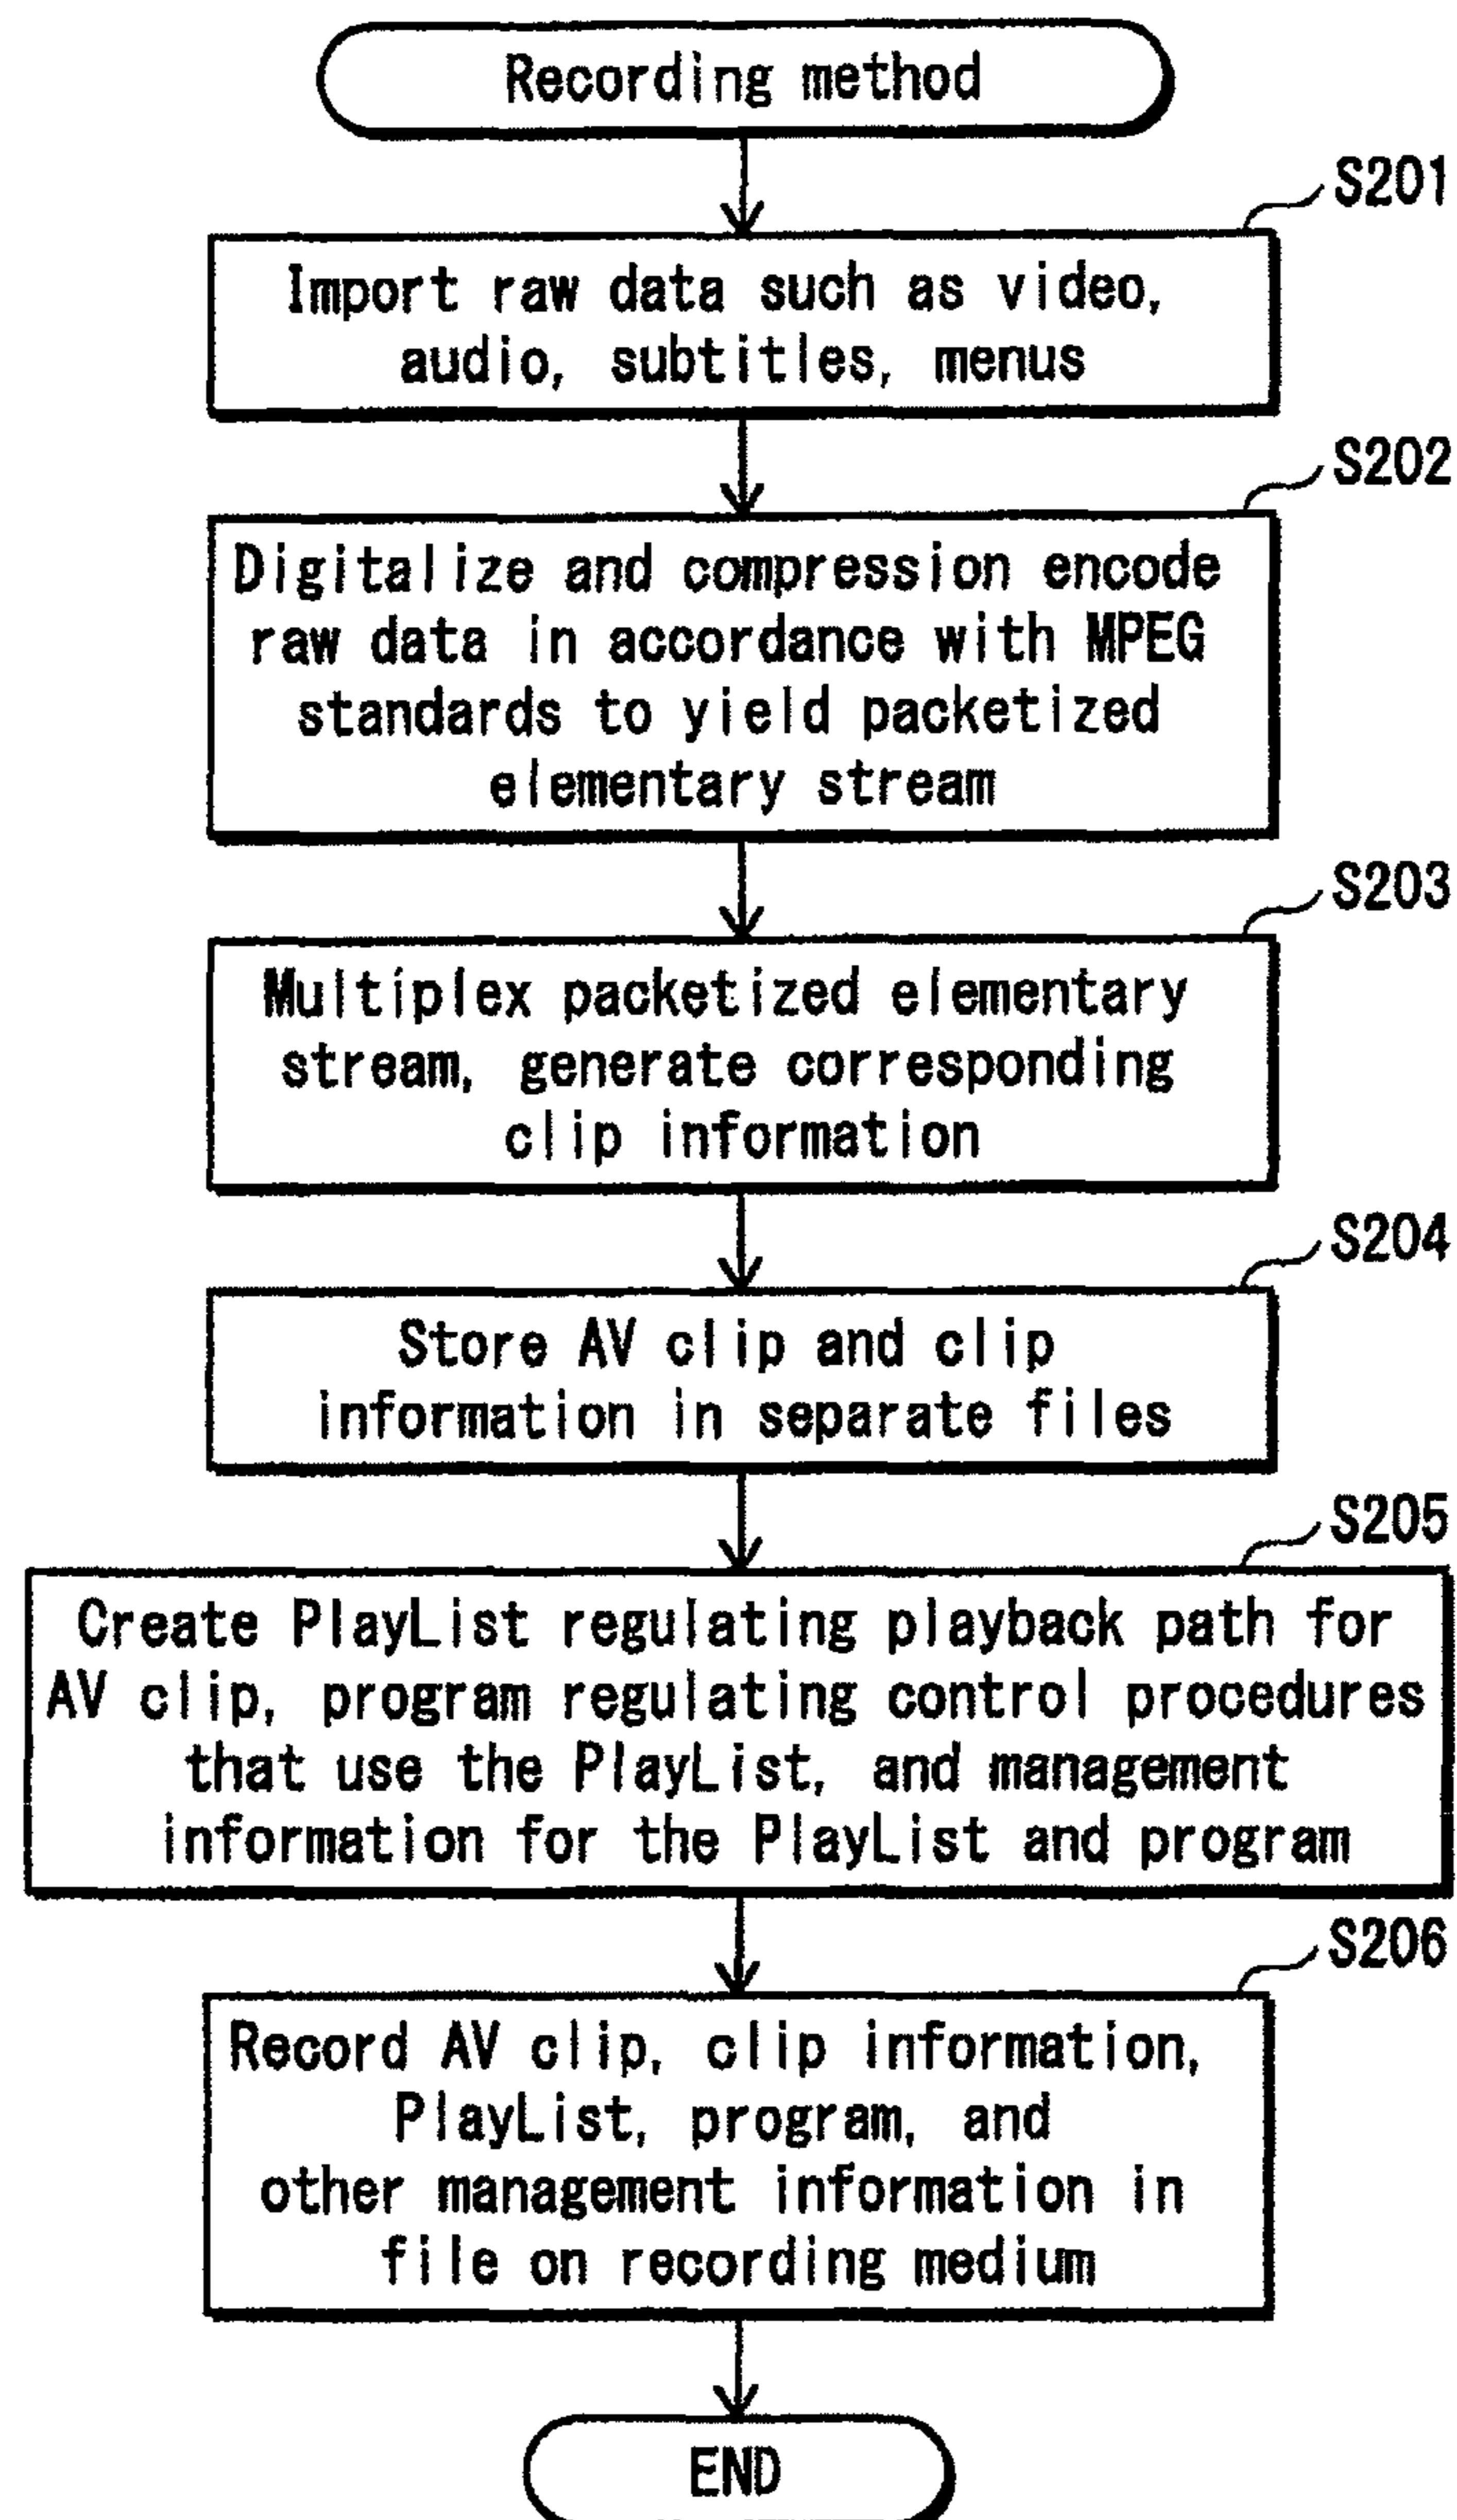 Recording method
S201
Import raw data such as video,
audio, subtitles, menus
S202
Digitalize and compression encode
raw data in accordance with MPEG
standards to yield packetized
elementary stream
S203
Multiplex packetized elementary
stream, generate corresponding
clip information
S204
Store AV clip and clip
information in separate files
S205
Create PlayList regulating playback path for
AV clip, program regulating control procedures
that use the PlayList, and management
information for the PlayList and program
S206
Record AV clip, clip information,
PlayList, program, and
other management information in
file on recording medium
END